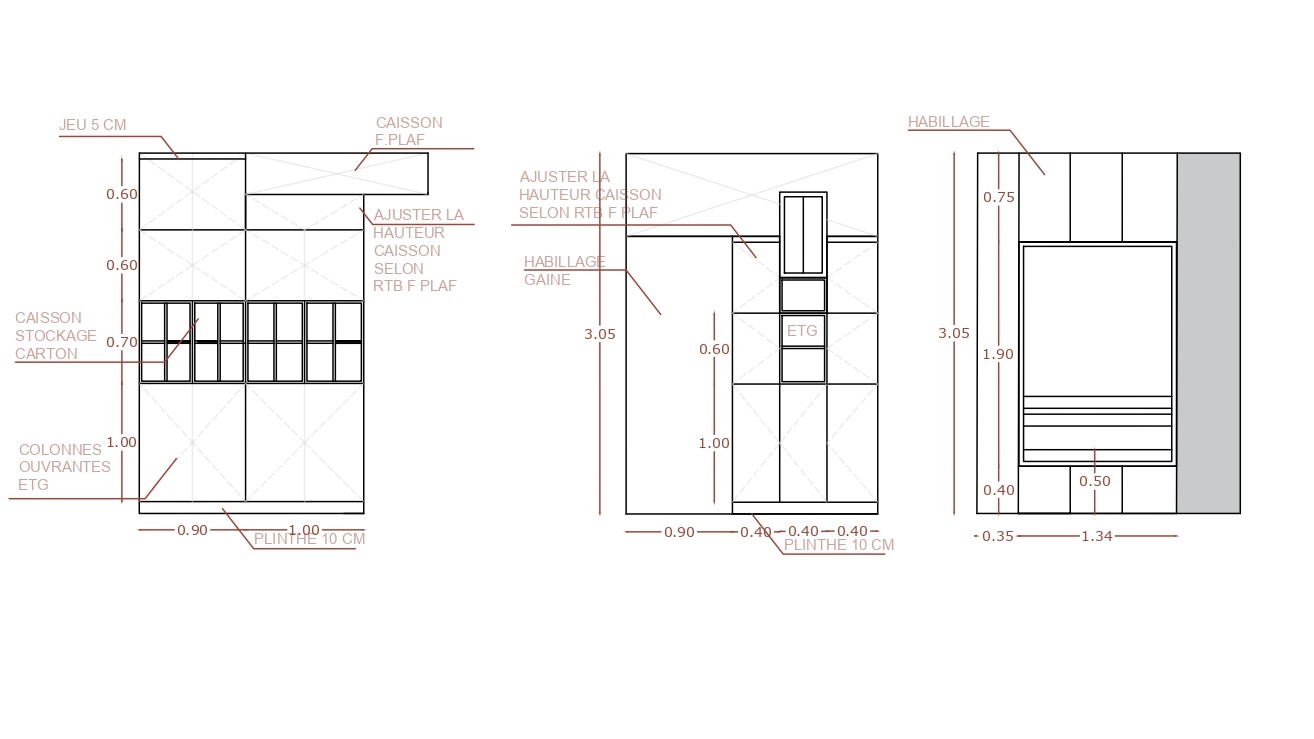 JEU 5 CM
CAISSON
F.PLAF
0.60
AJUSTER LA
HAUTEUR
CAISSON
SELON
RTB F PLAF
0.60
CAISSON
STOCKAGE
CARTON
0.70
COLONNES
OUVRANTES
ETG
1.00
0.90
1.00
PLINTHE 10 CM
AJUSTER LA
HAUTEUR CAISSON
SELON RTB F PLAF
HABILLAGE
GAINE
3.05
ETG
0.60
1.00
0.90
0.40
0.40
0.40
PLINTHE 10 CM
HABILLAGE
0.75
3.05
1.90
0.40
0.50
0.35
1.34